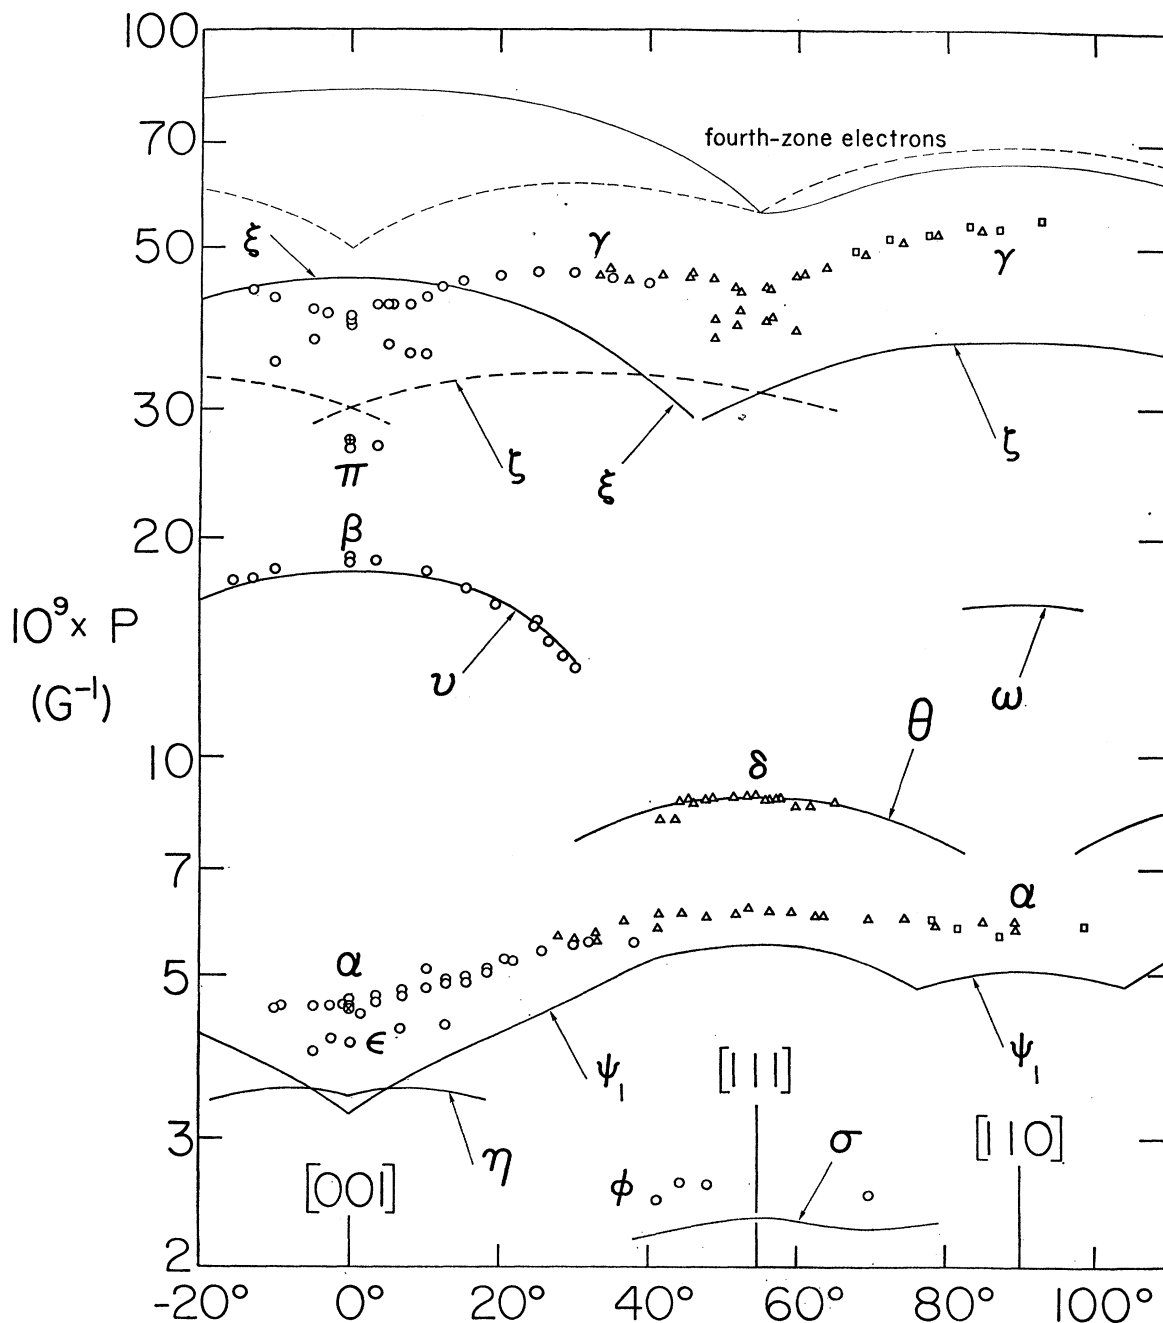 100
fourth-zone electrons
70
ξ
γ
50
γ
30
π
ζ
ξ
ζ
β
20
10⁹ x P
(G⁻¹)
υ
ω
θ
10
δ
7
α
α
5
ϵ
ψ₁
[111]
ψ₁
3
η
σ
[110]
[001]
ϕ
2
-20° 0° 20° 40° 60° 80° 100°